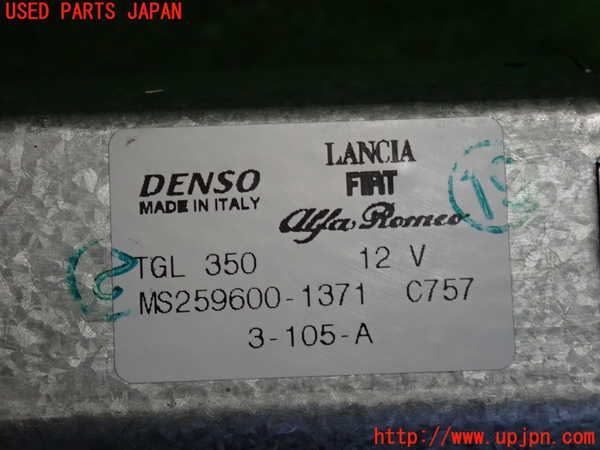 USED PARTS JAPAN
DENSO
MADE IN ITALY
LANCIA
FIAT
Alfa Romeo
TGL 350 12 V
MS259600-1371 C757
3-105-A
http://www.upjpn.com/